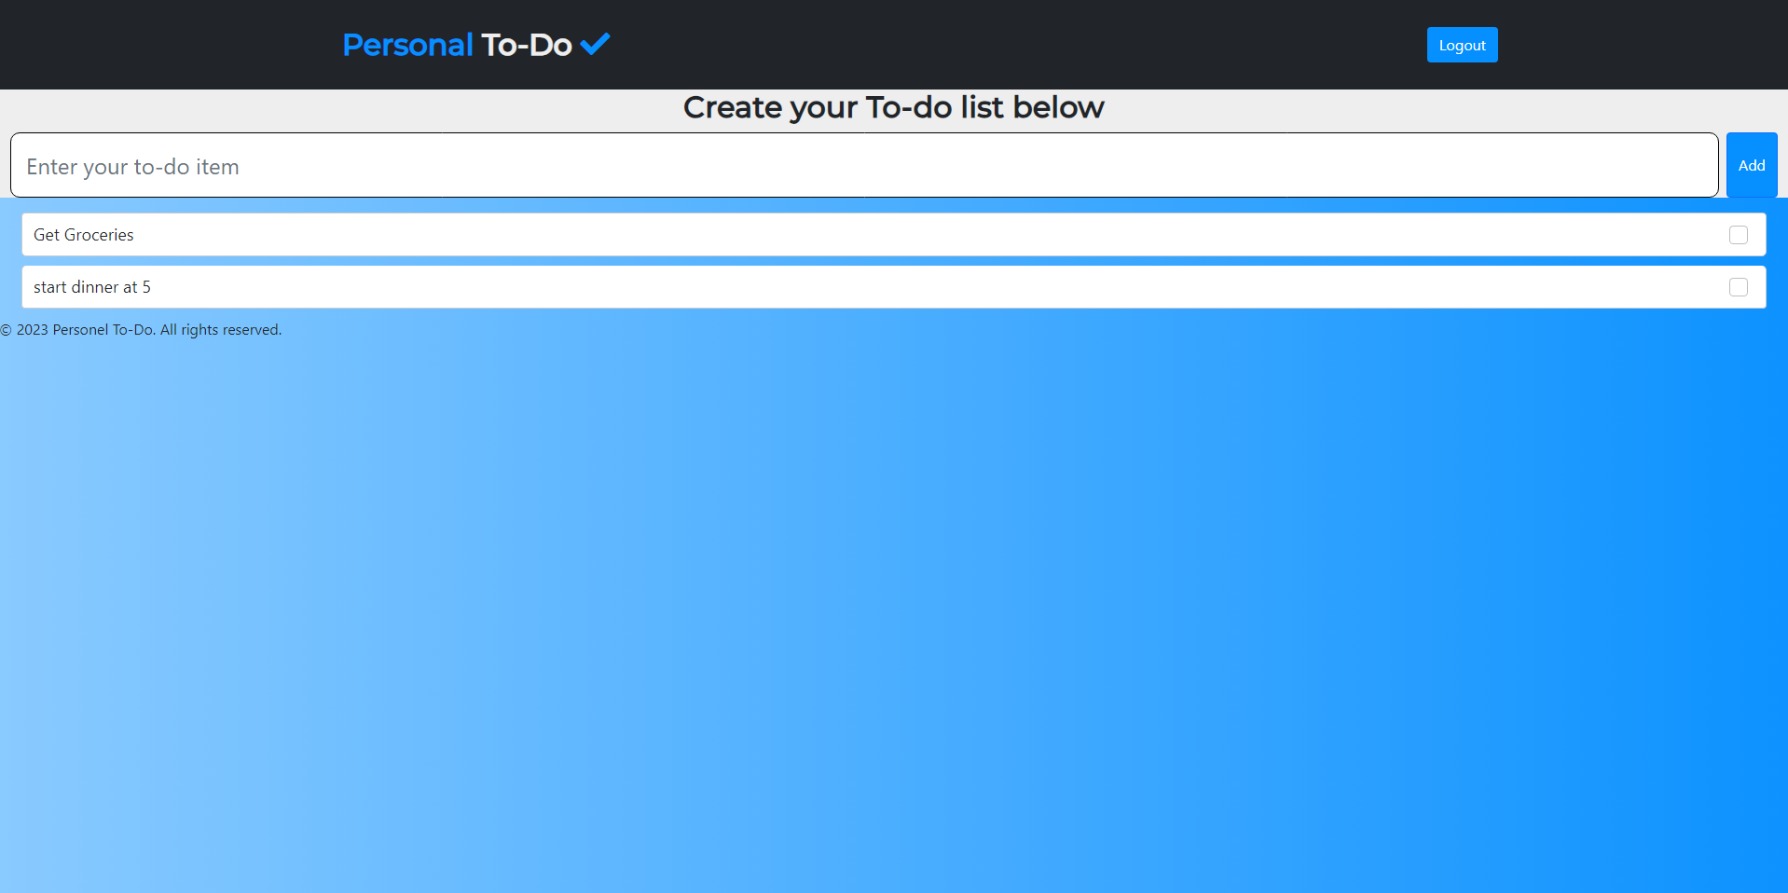 Personal To-Do
Logout
Create your To-do list below
Enter your to-do item
Add
Get Groceries
start dinner at 5
© 2023 Personel To-Do. All rights reserved.